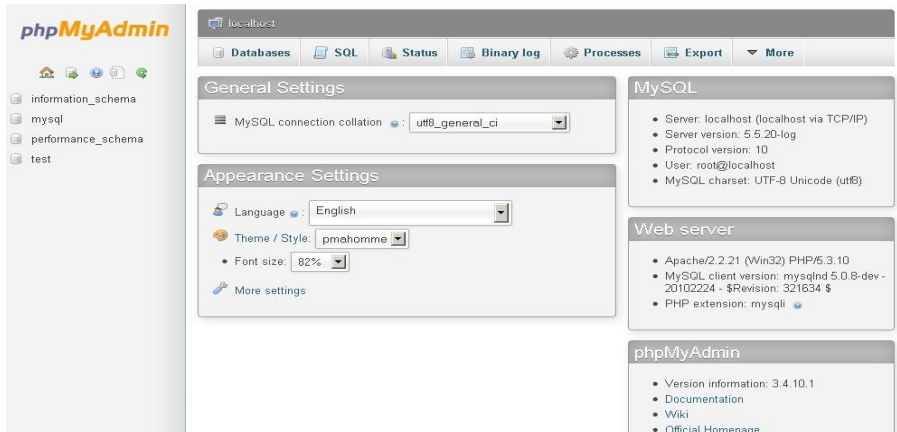 phpMyAdmin
information_schema
mysql
performance_schema
test
localhost
Databases SQL Status Binary log Processes Export More
General Settings
MySQL connection collation : utf8_general_ci
Appearance Settings
Language : English
Theme / Style: pmahomme
• Font size: 82%
More settings
MySQL
• Server: localhost (localhost via TCP/IP)
• Server version: 5.5.20-log
• Protocol version: 10
• User: root@localhost
• MySQL charset: UTF-8 Unicode (utf8)
Web server
• Apache/2.2.21 (Win32) PHP/5.3.10
• MySQL client version: mysqlnd 5.0.8-dev -
20102224 - $Revision: 321634 $
• PHP extension: mysqli
phpMyAdmin
• Version information: 3.4.10.1
• Documentation
• Wiki
• Official Homepage